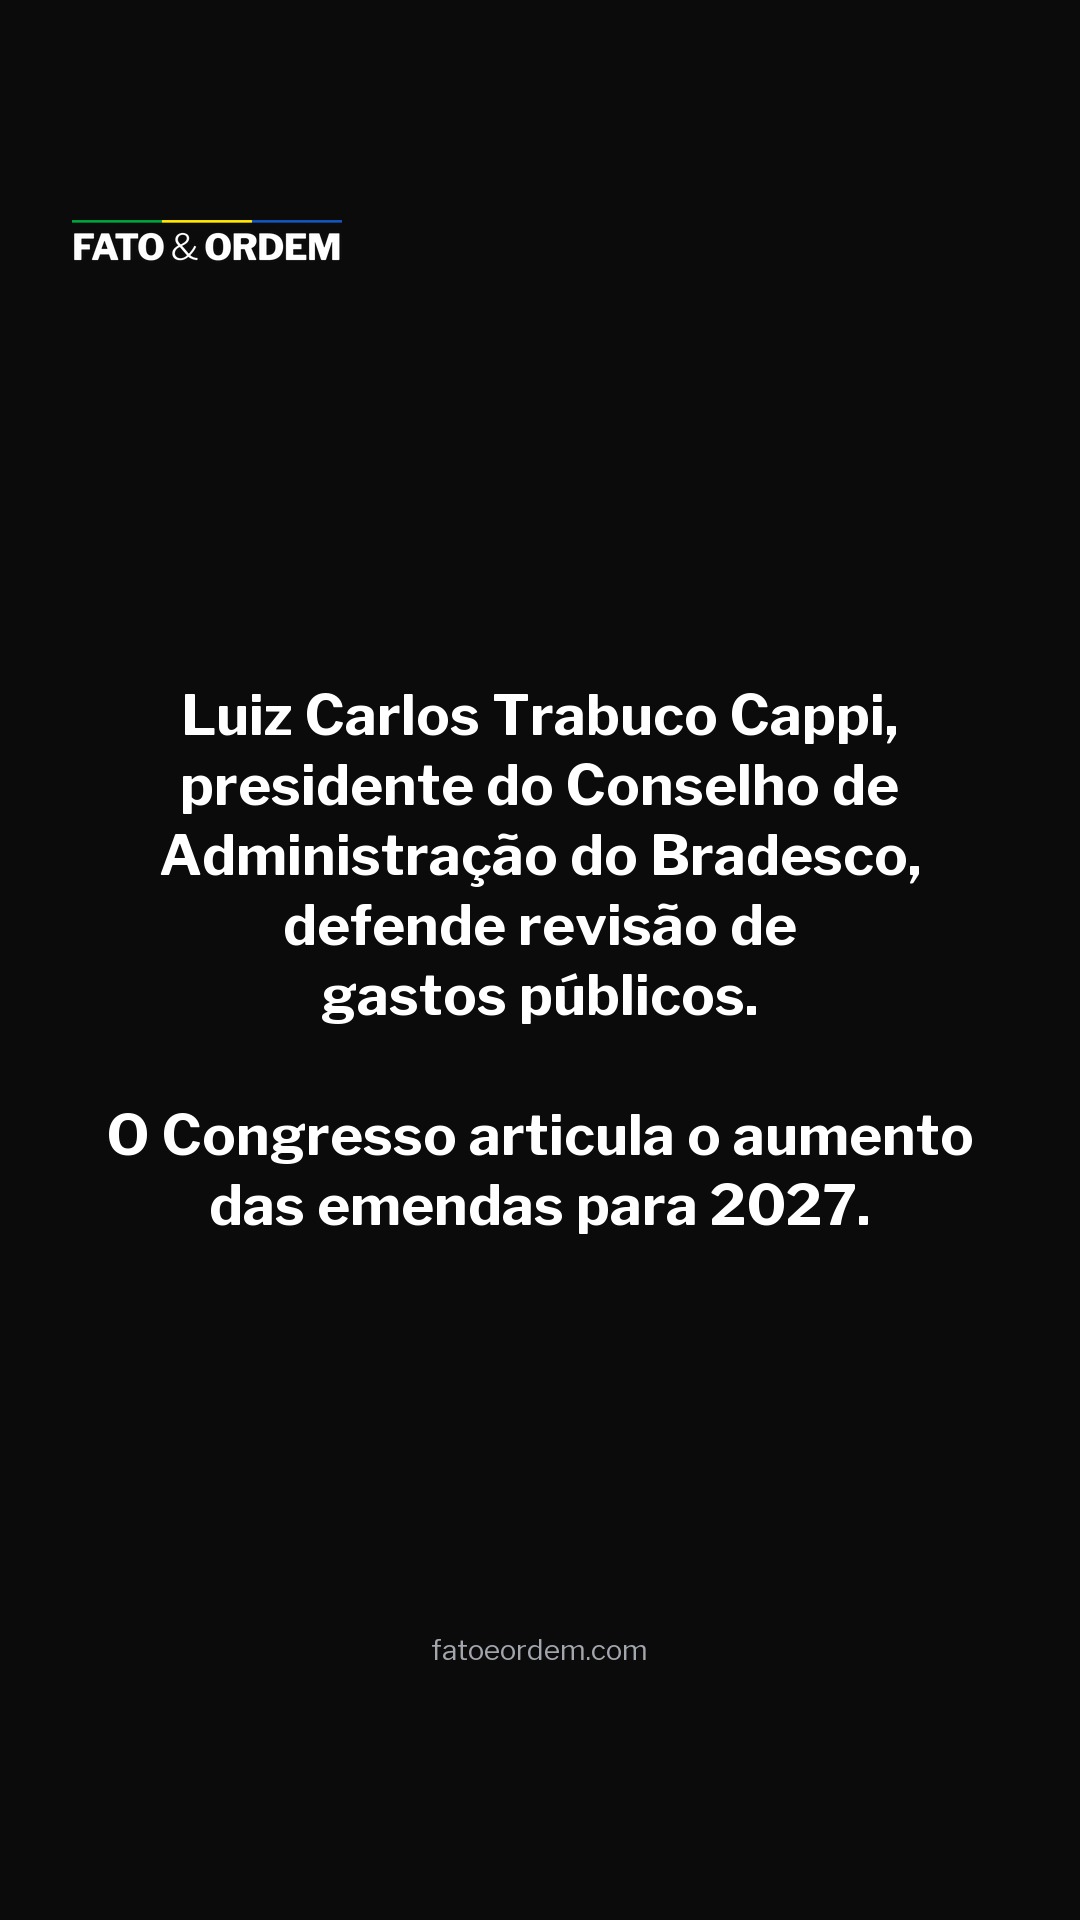 FATO & ORDEM
Luiz Carlos Trabuco Cappi,
presidente do Conselho de
Administração do Bradesco,
defende revisão de
gastos públicos.
O Congresso articula o aumento
das emendas para 2027.
fatoeordem.com